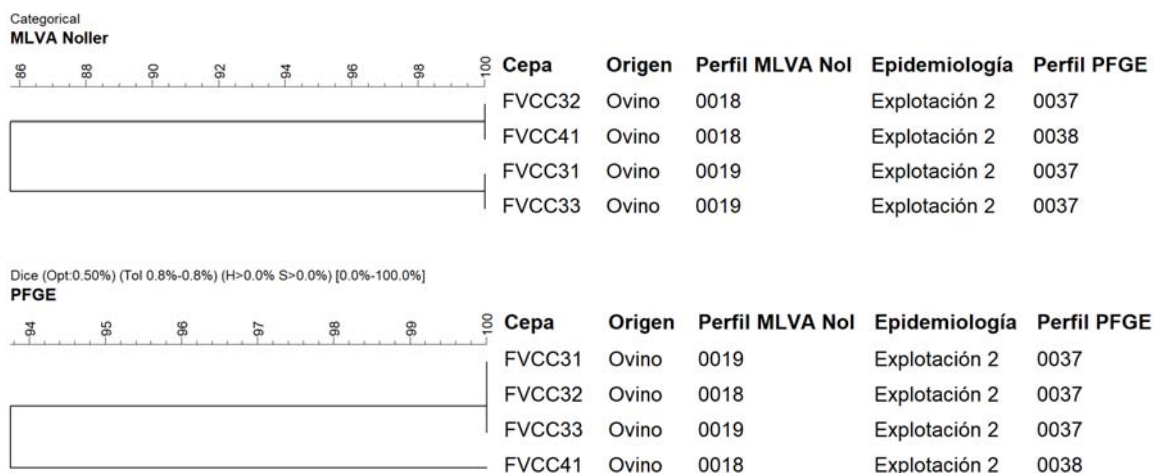 Categorical
MLVA Noller
86 88 90 92 94 96 98 100
Cepa Origen Perfil MLVA Nol Epidemiología Perfil PFGE
FVCC32 Ovino 0018 Explotación 2 0037
FVCC41 Ovino 0018 Explotación 2 0038
FVCC31 Ovino 0019 Explotación 2 0037
FVCC33 Ovino 0019 Explotación 2 0037
Dice (Opt:0.50%) (Tol 0.8%-0.8%) (H>0.0% S>0.0%) [0.0%-100.0%]
PFGE
94 95 96 97 98 99 100
Cepa Origen Perfil MLVA Nol Epidemiología Perfil PFGE
FVCC31 Ovino 0019 Explotación 2 0037
FVCC32 Ovino 0018 Explotación 2 0037
FVCC33 Ovino 0019 Explotación 2 0037
FVCC41 Ovino 0018 Explotación 2 0038